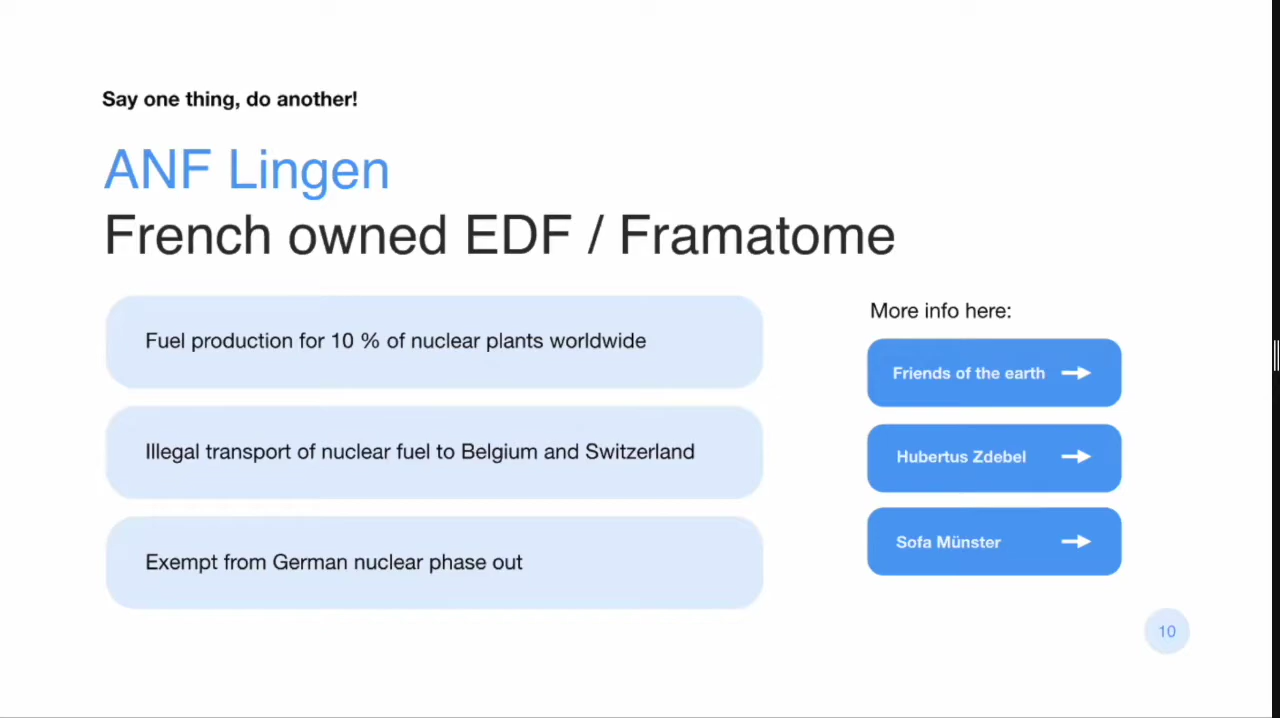 Say one thing, do another!
ANF Lingen
French owned EDF / Framatome
Fuel production for 10 % of nuclear plants worldwide
Illegal transport of nuclear fuel to Belgium and Switzerland
Exempt from German nuclear phase out
More info here:
Friends of the earth
Hubertus Zdebel
Sofa Münster
10